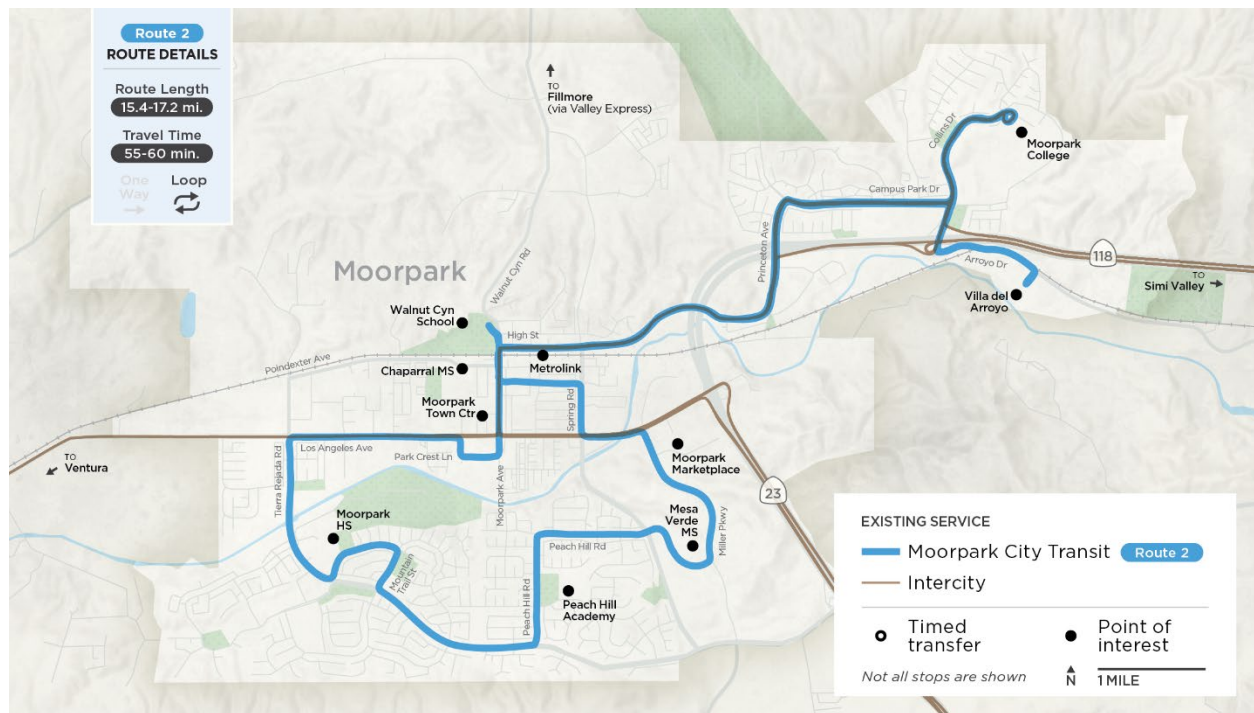 Route 2
ROUTE DETAILS
Route Length
15.4-17.2 mi.
Travel Time
55-60 min.
One
Way
Loop
TO
Fillmore
(via Valley Express)
Collins Dr
Moorpark
College
Campus Park Dr
Princeton Ave
118
Arroyo Dr
TO
Simi Valley
Villa del
Arroyo
Moorpark
Walnut Cyn Rd
Walnut Cyn
School
High St
Poindexter Ave
Metrolink
Chaparral MS
Moorpark
Town Ctr
Spring Rd
Los Angeles Ave
Park Crest Ln
TO
Ventura
Tierra Rejada Rd
Moorpark Ave
Moorpark
Marketplace
23
Moorpark
HS
Mesa
Verde
MS
Miller Pkwy
Mountain
Trail St
Peach Hill Rd
Peach Hill Rd
Peach Hill
Academy
EXISTING SERVICE
Moorpark City Transit Route 2
Intercity
Timed
transfer
Point of
interest
Not all stops are shown
N
1 MILE